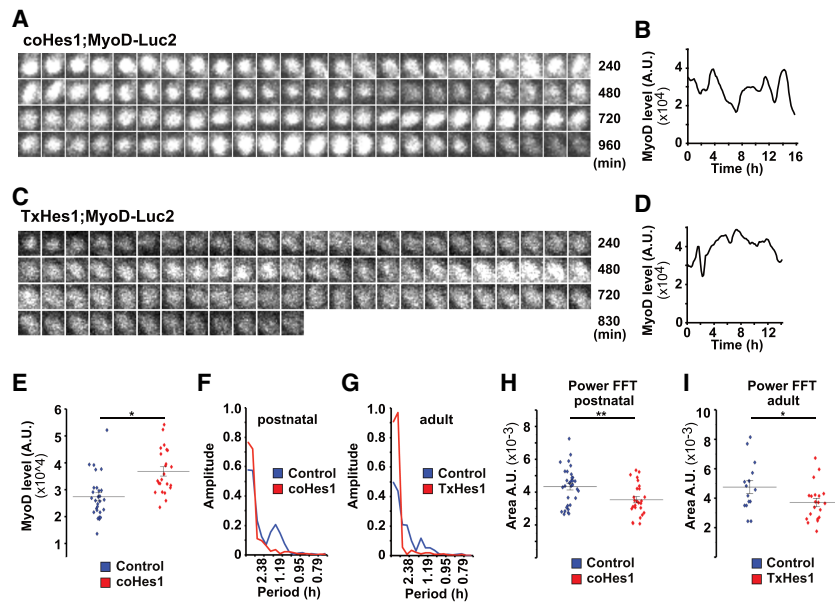 A
coHes1;MyoD-Luc2
240
480
720
960
(min)
B
MyoD level (A.U.)
(x10⁴)
4
2
0
0 4 8 12 16
Time (h)
C
TxHes1;MyoD-Luc2
240
480
720
830
(min)
D
MyoD level (A.U.)
(x10⁴)
4
2
0
0 4 8 12
Time (h)
E
MyoD level (A.U.)
(x10^4)
6
5
4
3
2
1
*
Control
coHes1
F
Amplitude
1.0
0.8
0.6
0.4
0.2
0
postnatal
Control
coHes1
2.38 1.19 0.95 0.79
Period (h)
G
Amplitude
1.0
0.8
0.6
0.4
0.2
0
adult
Control
TxHes1
2.38 1.19 0.95 0.79
Period (h)
H
Power FFT
postnatal
Area A.U. (x10-3)
8
6
4
2
**
Control
coHes1
I
Power FFT
adult
Area A.U. (x10-3)
10
8
6
4
2
*
Control
TxHes1